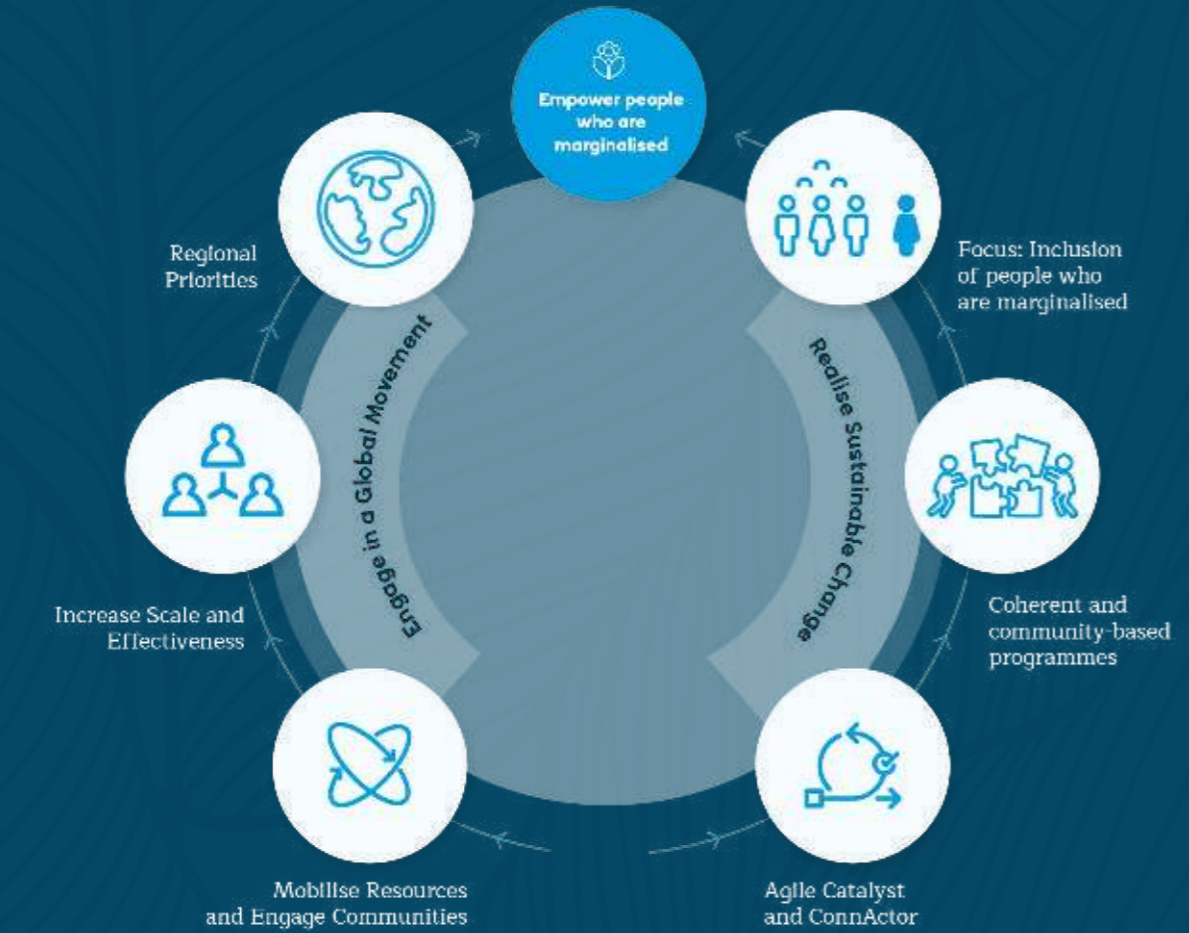 Empower people
who are
marginalised
Regional
Priorities
Focus: Inclusion
of people who
are marginalised
Engage in a Global Movement
Realise Sustainable Change
Increase Scale and
Effectiveness
Coherent and
community-based
programmes
Mobilise Resources
and Engage Communities
Agile Catalyst
and ConnActor